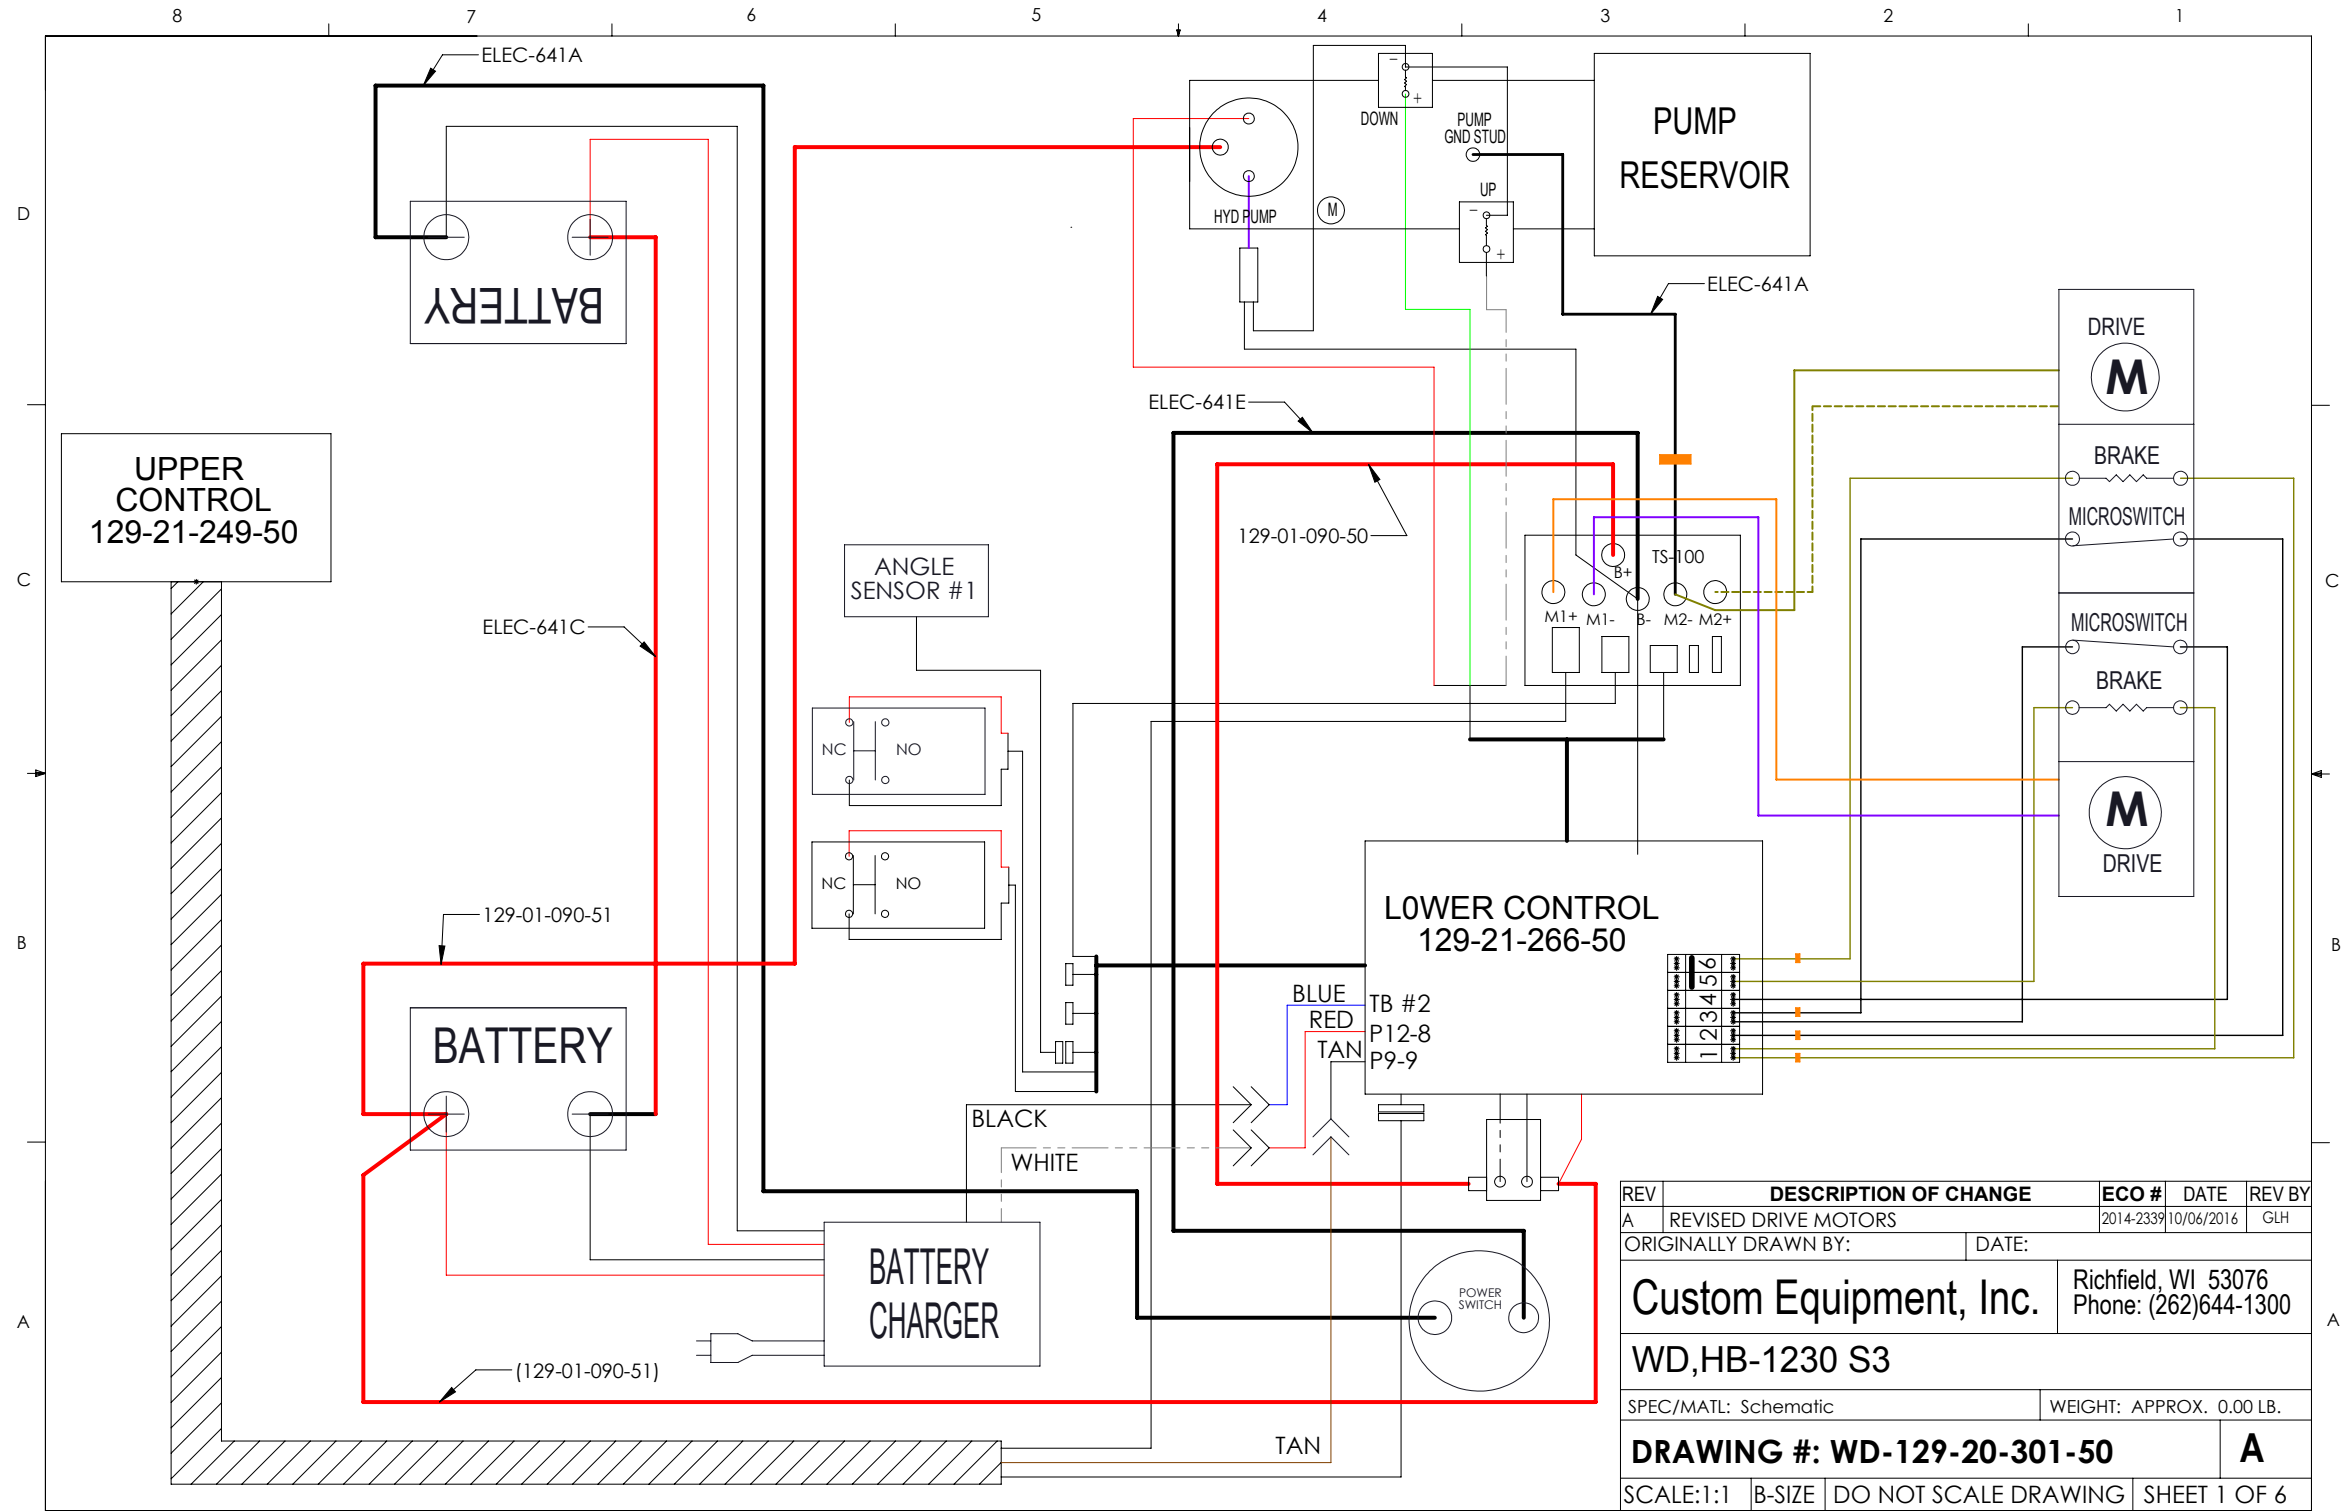 8 7 6 5 4 3 2 1
D
C
B
A
D
C
B
A
ELEC-641A
BATTERY
UPPER
CONTROL
129-21-249-50
ELEC-641C
129-01-090-51
BATTERY
(129-01-090-51)
BATTERY
CHARGER
BLACK
WHITE
TAN
ANGLE
SENSOR #1
NC NO
NC NO
HYD PUMP
M
-
+
DOWN
PUMP
GND STUD
UP
-
+
PUMP
RESERVOIR
ELEC-641A
ELEC-641E
129-01-090-50
TS-100
B+
M1+ M1- B- M2- M2+
DRIVE
M
BRAKE
MICROSWITCH
MICROSWITCH
BRAKE
M
DRIVE
L0WER CONTROL
129-21-266-50
BLUE TB #2
RED P12-8
TAN P9-9
1 2 3 4 5 6
POWER
SWITCH
REV DESCRIPTION OF CHANGE ECO # DATE REV BY
A REVISED DRIVE MOTORS 2014-2339 10/06/2016 GLH
ORIGINALLY DRAWN BY: DATE:
Custom Equipment, Inc.
Richfield, WI 53076
Phone: (262)644-1300
WD,HB-1230 S3
SPEC/MATL: Schematic WEIGHT: APPROX. 0.00 LB.
DRAWING #: WD-129-20-301-50 A
SCALE:1:1 B-SIZE DO NOT SCALE DRAWING SHEET 1 OF 6